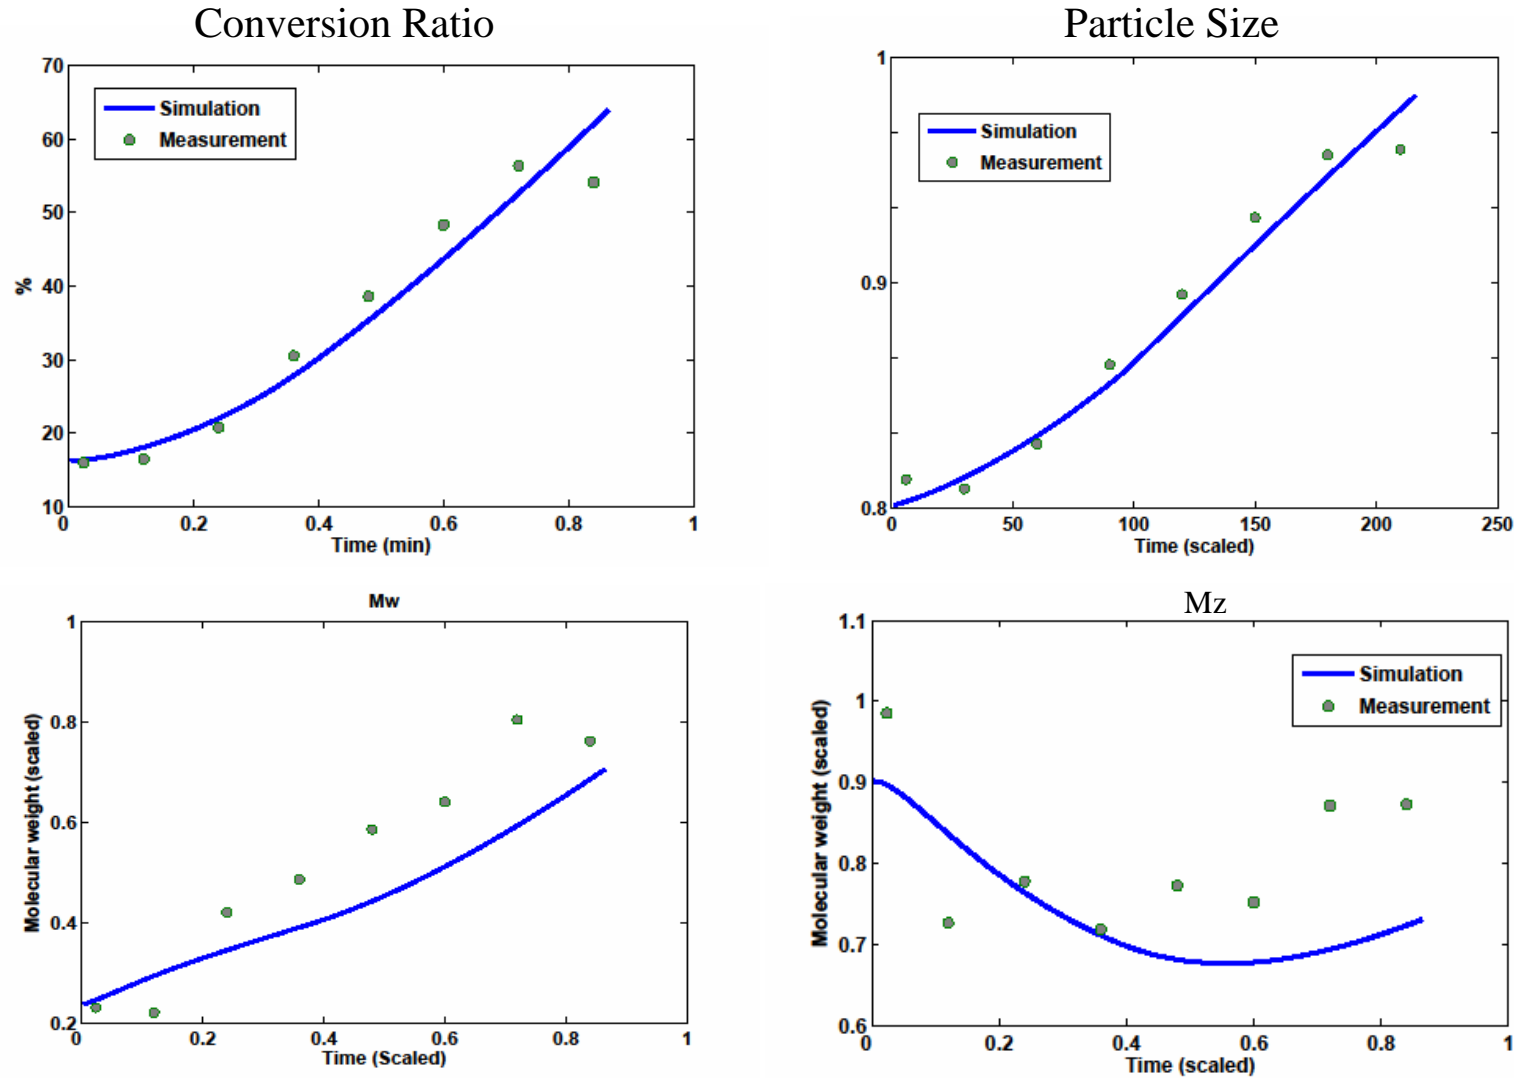 Conversion Ratio
70
60
50
40
30
20
10
%
Simulation
Measurement
0 0.2 0.4 0.6 0.8 1
Time (min)
Particle Size
1
0.9
0.8
Simulation
Measurement
0 50 100 150 200 250
Time (scaled)
Mw
1
0.8
0.6
0.4
0.2
Molecular weight (scaled)
0 0.2 0.4 0.6 0.8 1
Time (Scaled)
Mz
1.1
1
0.9
0.8
0.7
0.6
Molecular weight (scaled)
Simulation
Measurement
0 0.2 0.4 0.6 0.8 1
Time (scaled)